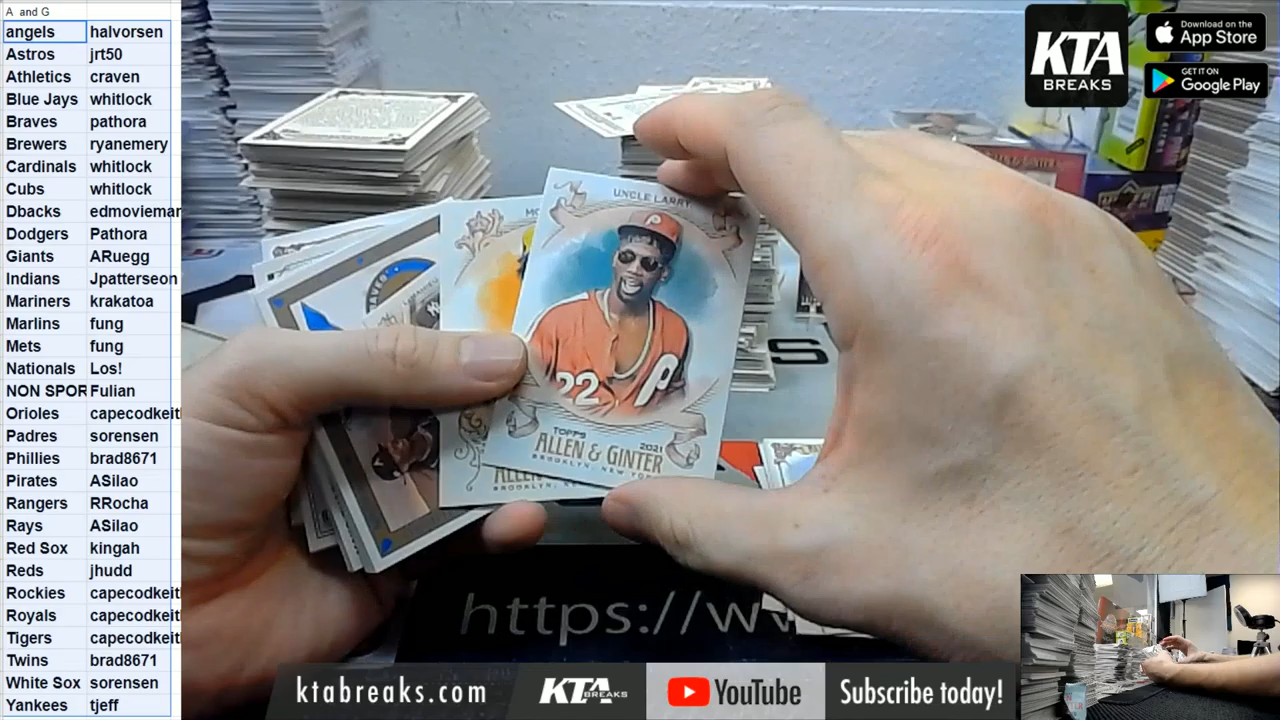 A and G
angels halvorsen
Astros jrt50
Athletics craven
Blue Jays whitlock
Braves pathora
Brewers ryanemery
Cardinals whitlock
Cubs whitlock
Dbacks edmovieman
Dodgers Pathora
Giants ARuegg
Indians Jpatterseon
Mariners krakatoa
Marlins fung
Mets fung
Nationals Los!
NON SPOR Fulian
Orioles capecodkeit
Padres sorensen
Phillies brad8671
Pirates ASilao
Rangers RRocha
Rays ASilao
Red Sox kingah
Reds jhudd
Rockies capecodkeit
Royals capecodkeit
Tigers capecodkeit
Twins brad8671
White Sox sorensen
Yankees tjeff
KTA
BREAKS
Download on the
App Store
GET IT ON
Google Play
UNCLE LARRY
P
22 P
TOPPS 2021
ALLEN & GINTER
BROOKLYN, NEW YORK
S
https://w
ktabreaks.com
KTA BREAKS
YouTube
Subscribe today!